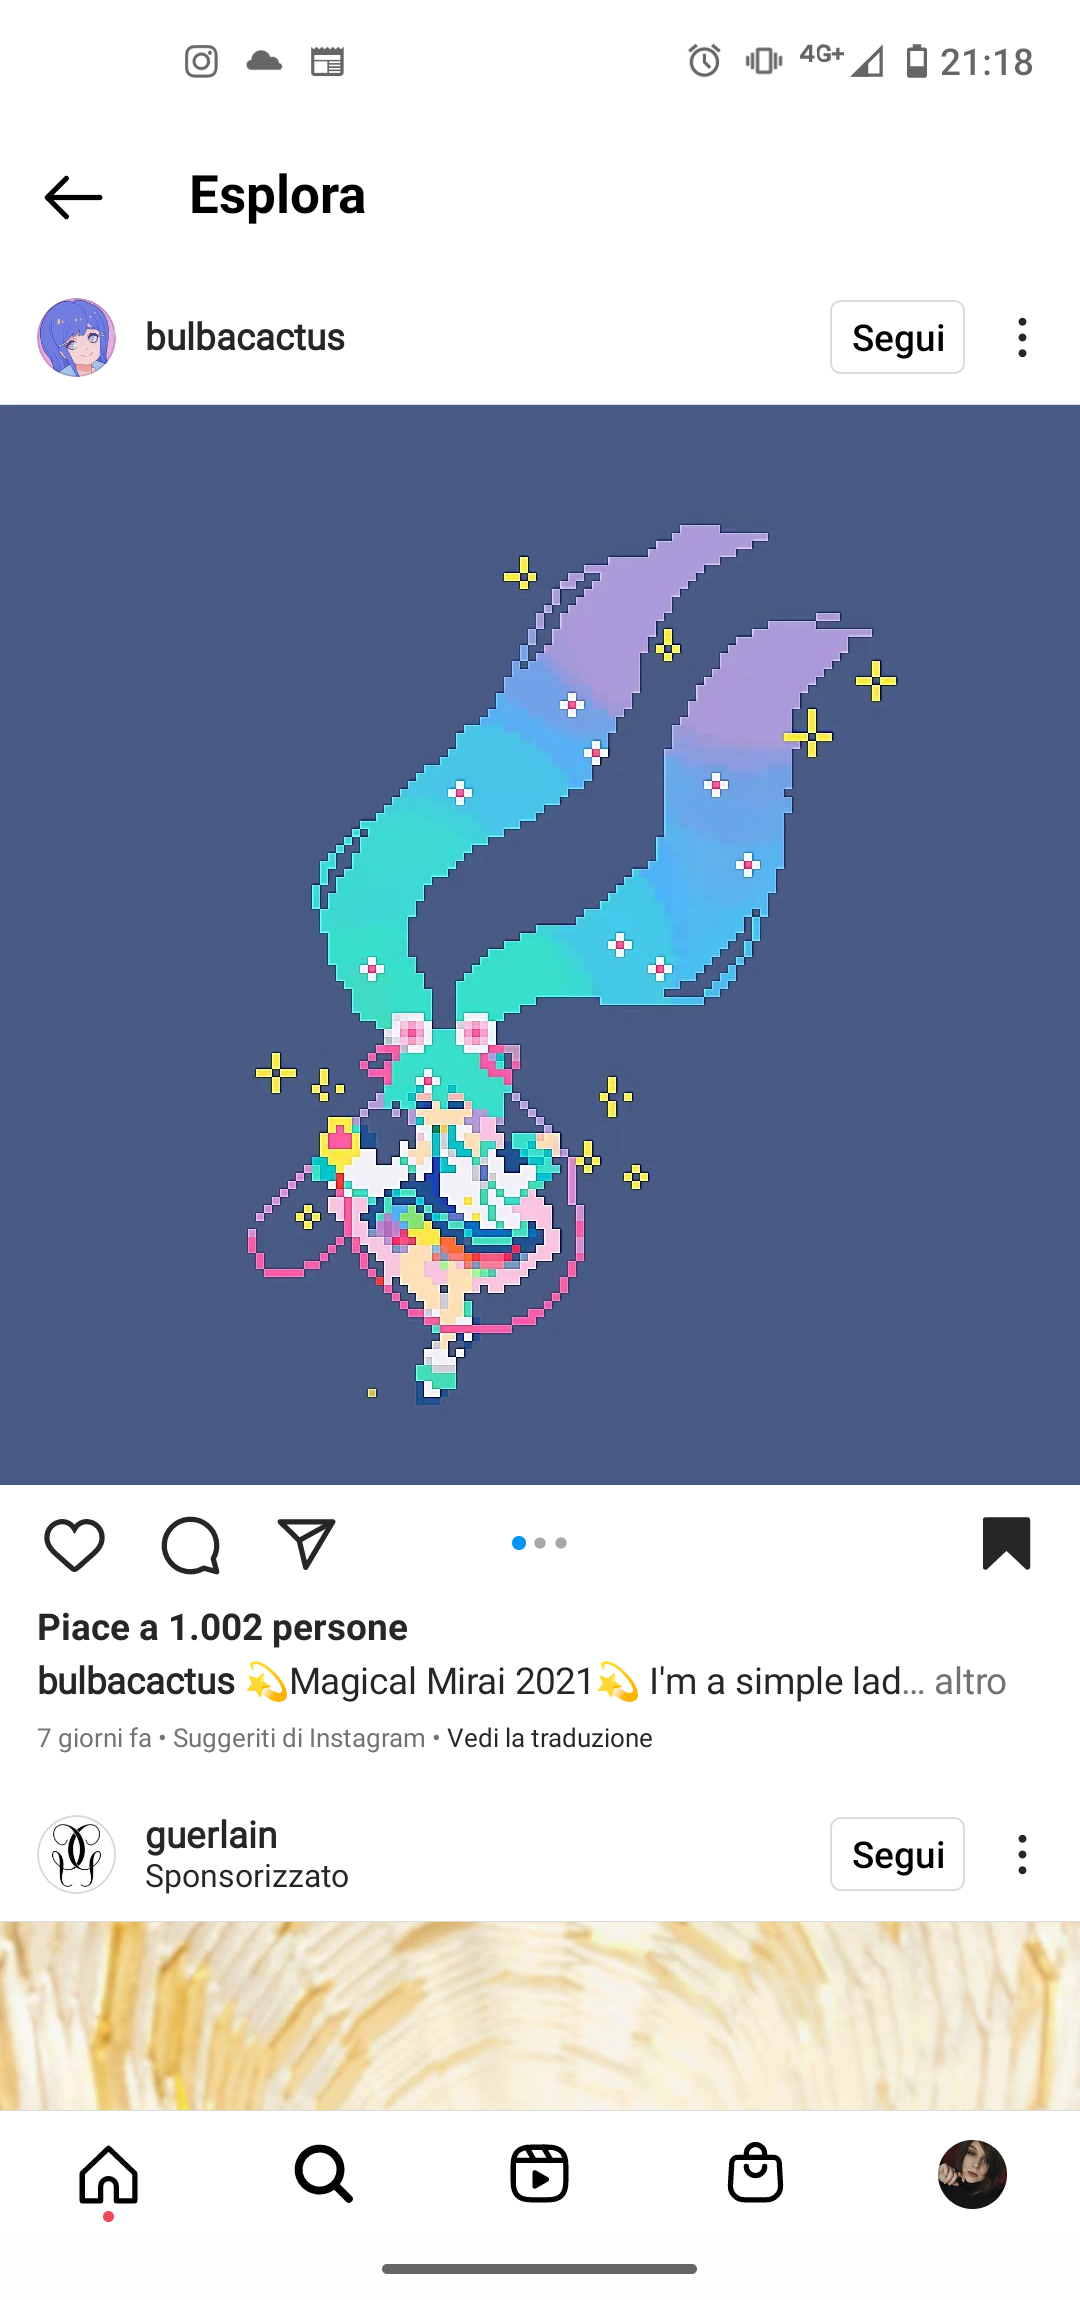 4G+ 21:18
Esplora
bulbacactus
Segui
Piace a 1.002 persone
bulbacactus 💫Magical Mirai 2021💫 I'm a simple lad... altro
7 giorni fa • Suggeriti di Instagram • Vedi la traduzione
guerlain
Sponsorizzato
Segui